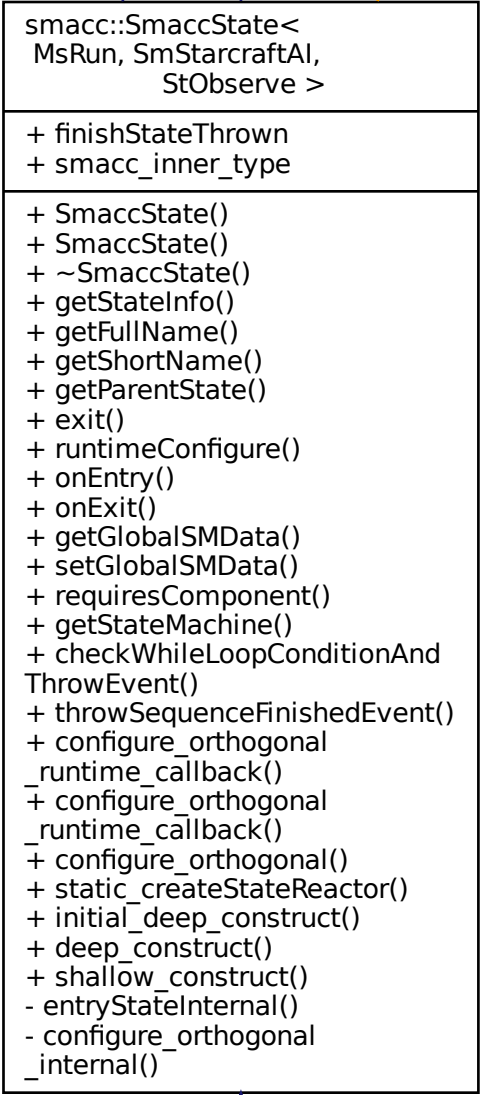 smacc::SmaccState<
MsRun, SmStarcraftAI,
StObserve >
+ finishStateThrown
+ smacc_inner_type
+ SmaccState()
+ SmaccState()
+ ~SmaccState()
+ getStateInfo()
+ getFullName()
+ getShortName()
+ getParentState()
+ exit()
+ runtimeConfigure()
+ onEntry()
+ onExit()
+ getGlobalSMData()
+ setGlobalSMData()
+ requiresComponent()
+ getStateMachine()
+ checkWhileLoopConditionAnd
ThrowEvent()
+ throwSequenceFinishedEvent()
+ configure_orthogonal
_runtime_callback()
+ configure_orthogonal
_runtime_callback()
+ configure_orthogonal()
+ static_createStateReactor()
+ initial_deep_construct()
+ deep_construct()
+ shallow_construct()
- entryStateInternal()
- configure_orthogonal
_internal()